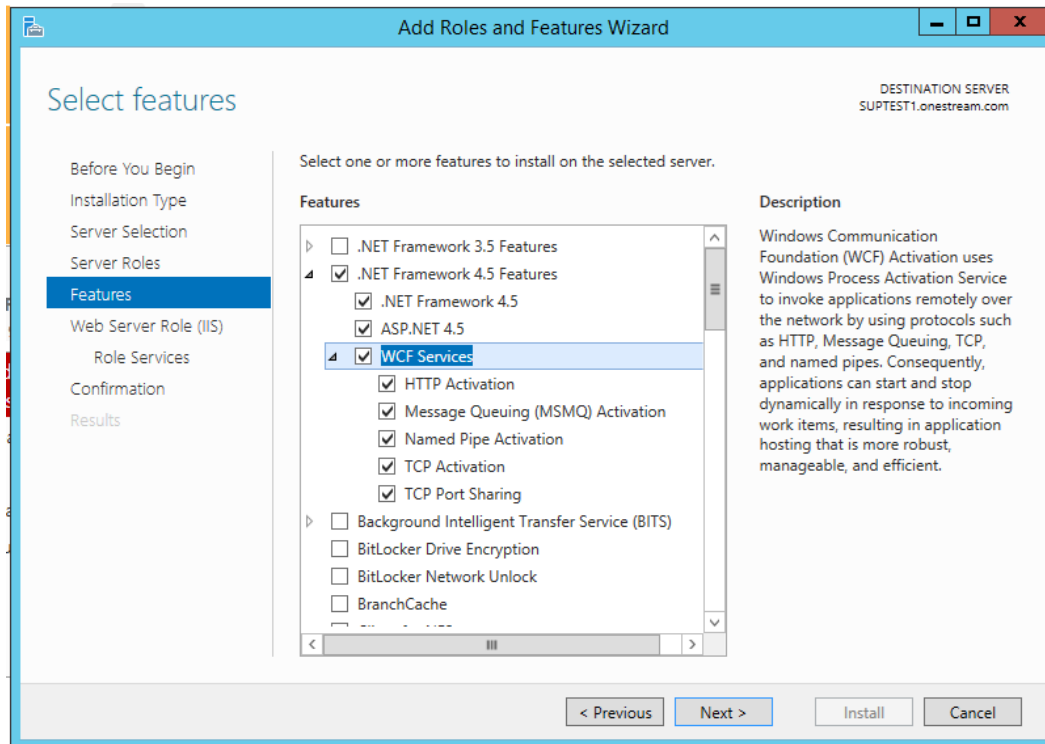 Add Roles and Features Wizard
Select features
DESTINATION SERVER
SUPTEST1.onestream.com
Before You Begin
Installation Type
Server Selection
Server Roles
Features
Web Server Role (IIS)
Role Services
Confirmation
Results
Select one or more features to install on the selected server.
Features
.NET Framework 3.5 Features
.NET Framework 4.5 Features
.NET Framework 4.5
ASP.NET 4.5
WCF Services
HTTP Activation
Message Queuing (MSMQ) Activation
Named Pipe Activation
TCP Activation
TCP Port Sharing
Background Intelligent Transfer Service (BITS)
BitLocker Drive Encryption
BitLocker Network Unlock
BranchCache
Description
Windows Communication
Foundation (WCF) Activation uses
Windows Process Activation Service
to invoke applications remotely over
the network by using protocols such
as HTTP, Message Queuing, TCP,
and named pipes. Consequently,
applications can start and stop
dynamically in response to incoming
work items, resulting in application
hosting that is more robust,
manageable, and efficient.
< Previous
Next >
Install
Cancel